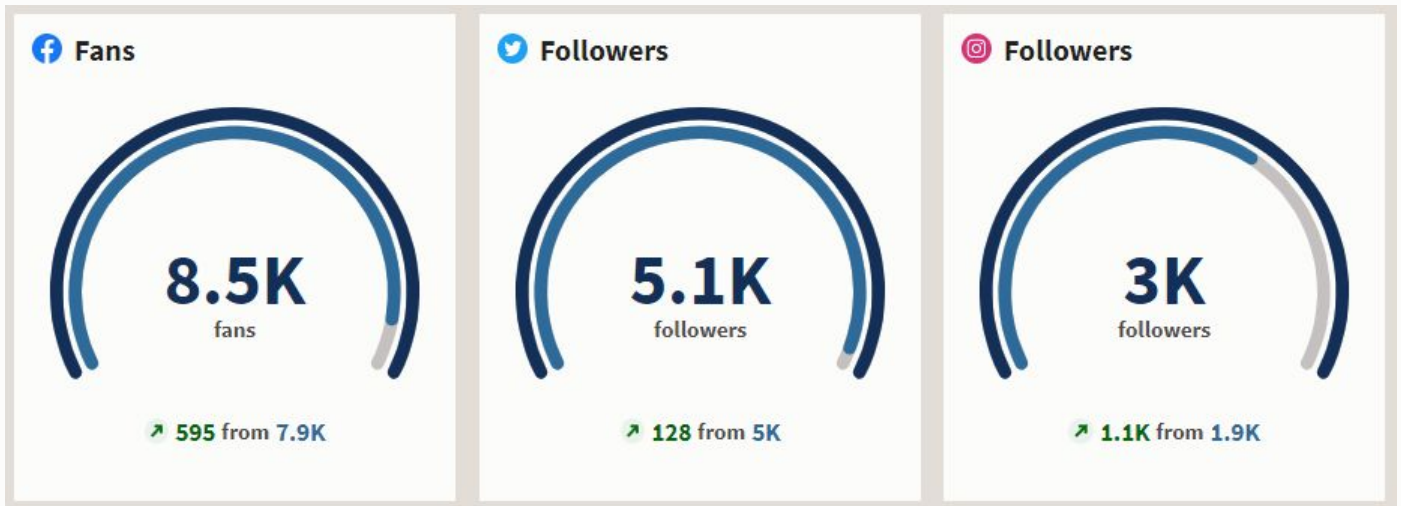 Fans
8.5K
fans
595 from 7.9K
Followers
5.1K
followers
128 from 5K
Followers
3K
followers
1.1K from 1.9K